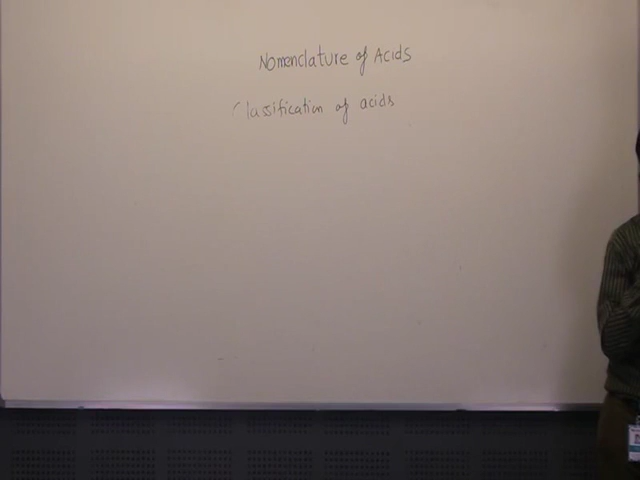 Nomenclature of Acids
Classification of acids